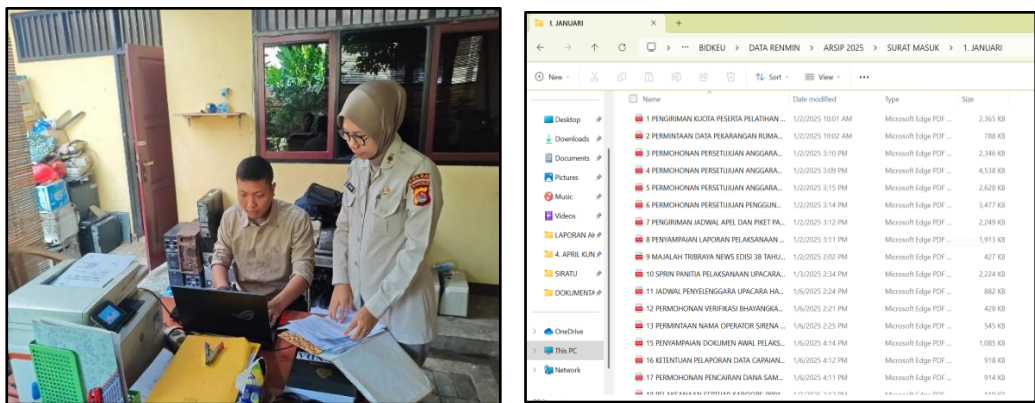 1. JANUARI
BIDKEU > DATA RENMIN > ARSIP 2025 > SURAT MASUK > 1. JANUARI
New Sort View
Name Date modified Type Size
Desktop
Downloads
Documents
Pictures
Music
Videos
LAPORAN AK
4. APRIL KUN
SIRATU
DOKUMENTA
OneDrive
This PC
Network
1 PENGIRIMAN KUOTA PESERTA PELATIHAN ... 1/2/2025 10:01 AM Microsoft Edge PDF ... 2,365 KB
2 PERMINTAAN DATA PEKARANGAN RUMA... 1/2/2025 10:02 AM Microsoft Edge PDF ... 788 KB
3 PERMOHONAN PERSETUJUAN ANGGARA... 1/2/2025 3:10 PM Microsoft Edge PDF ... 2,346 KB
4 PERMOHONAN PERSETUJUAN ANGGARA... 1/2/2025 3:09 PM Microsoft Edge PDF ... 4,538 KB
5 PERMOHONAN PERSETUJUAN ANGGARA... 1/2/2025 3:15 PM Microsoft Edge PDF ... 2,628 KB
6 PERMOHONAN PERSETUJUAN PENGGUN... 1/2/2025 3:14 PM Microsoft Edge PDF ... 3,477 KB
7 PENGIRIMAN JADWAL APEL DAN PIKET PA... 1/2/2025 3:12 PM Microsoft Edge PDF ... 2,249 KB
8 PENYAMPAIAN LAPORAN PELAKSANAAN ... 1/2/2025 3:11 PM Microsoft Edge PDF ... 1,913 KB
9 MAJALAH TRIBRAYA NEWS EDISI 38 TAHU... 1/2/2025 2:02 PM Microsoft Edge PDF ... 427 KB
10 SPRIN PANITIA PELAKSANAAN UPACARA... 1/3/2025 2:34 PM Microsoft Edge PDF ... 2,224 KB
11 JADWAL PENYELENGGARA UPACARA HA... 1/6/2025 2:24 PM Microsoft Edge PDF ... 882 KB
12 PERMOHONAN VERIFIKASI BHAYANGKA... 1/6/2025 2:21 PM Microsoft Edge PDF ... 428 KB
13 PERMINTAAN NAMA OPERATOR SIRENA ... 1/6/2025 2:25 PM Microsoft Edge PDF ... 545 KB
15 PENYAMPAIAN DOKUMEN AWAL PELAKS... 1/6/2025 4:14 PM Microsoft Edge PDF ... 1,085 KB
16 KETENTUAN PELAPORAN DATA CAPAIAN... 1/6/2025 4:12 PM Microsoft Edge PDF ... 918 KB
17 PERMOHONAN PENCAIRAN DANA SAM... 1/6/2025 4:11 PM Microsoft Edge PDF ... 914 KB